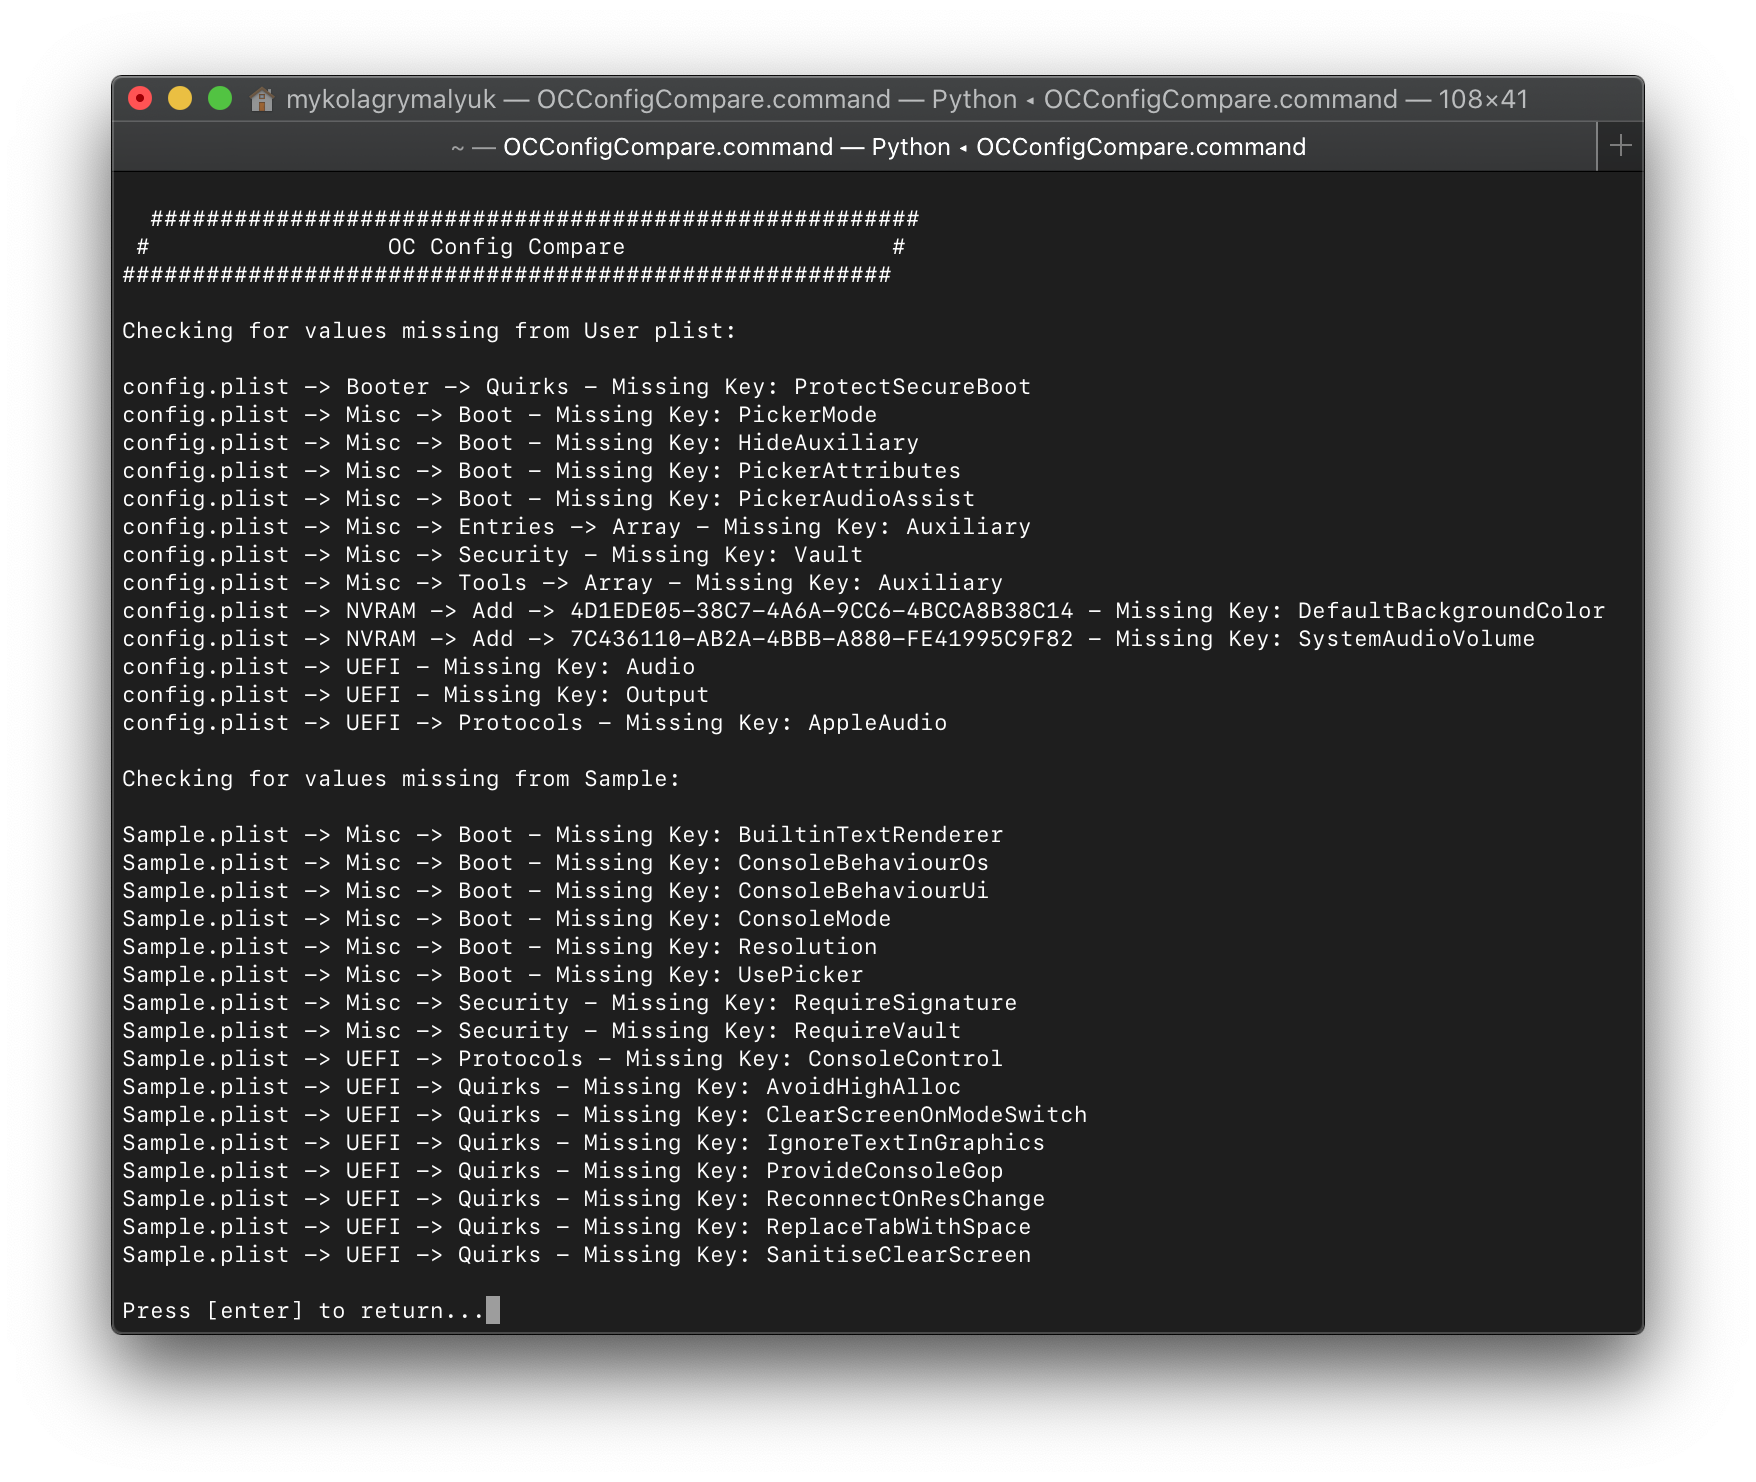 mykolagrymalyuk — OCConfigCompare.command — Python ◂ OCConfigCompare.command — 108×41
~ — OCConfigCompare.command — Python ◂ OCConfigCompare.command
#######################################################
# OC Config Compare #
#######################################################
Checking for values missing from User plist:
config.plist -> Booter -> Quirks - Missing Key: ProtectSecureBoot
config.plist -> Misc -> Boot - Missing Key: PickerMode
config.plist -> Misc -> Boot - Missing Key: HideAuxiliary
config.plist -> Misc -> Boot - Missing Key: PickerAttributes
config.plist -> Misc -> Boot - Missing Key: PickerAudioAssist
config.plist -> Misc -> Entries -> Array - Missing Key: Auxiliary
config.plist -> Misc -> Security - Missing Key: Vault
config.plist -> Misc -> Tools -> Array - Missing Key: Auxiliary
config.plist -> NVRAM -> Add -> 4D1EDE05-38C7-4A6A-9CC6-4BCCA8B38C14 - Missing Key: DefaultBackgroundColor
config.plist -> NVRAM -> Add -> 7C436110-AB2A-4BBB-A880-FE41995C9F82 - Missing Key: SystemAudioVolume
config.plist -> UEFI - Missing Key: Audio
config.plist -> UEFI - Missing Key: Output
config.plist -> UEFI -> Protocols - Missing Key: AppleAudio
Checking for values missing from Sample:
Sample.plist -> Misc -> Boot - Missing Key: BuiltinTextRenderer
Sample.plist -> Misc -> Boot - Missing Key: ConsoleBehaviourOs
Sample.plist -> Misc -> Boot - Missing Key: ConsoleBehaviourUi
Sample.plist -> Misc -> Boot - Missing Key: ConsoleMode
Sample.plist -> Misc -> Boot - Missing Key: Resolution
Sample.plist -> Misc -> Boot - Missing Key: UsePicker
Sample.plist -> Misc -> Security - Missing Key: RequireSignature
Sample.plist -> Misc -> Security - Missing Key: RequireVault
Sample.plist -> UEFI -> Protocols - Missing Key: ConsoleControl
Sample.plist -> UEFI -> Quirks - Missing Key: AvoidHighAlloc
Sample.plist -> UEFI -> Quirks - Missing Key: ClearScreenOnModeSwitch
Sample.plist -> UEFI -> Quirks - Missing Key: IgnoreTextInGraphics
Sample.plist -> UEFI -> Quirks - Missing Key: ProvideConsoleGop
Sample.plist -> UEFI -> Quirks - Missing Key: ReconnectOnResChange
Sample.plist -> UEFI -> Quirks - Missing Key: ReplaceTabWithSpace
Sample.plist -> UEFI -> Quirks - Missing Key: SanitiseClearScreen
Press [enter] to return...